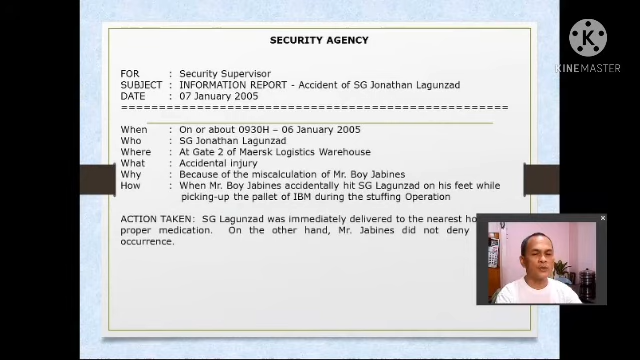 SECURITY AGENCY
KINEMASTER
FOR : Security Supervisor
SUBJECT : INFORMATION REPORT - Accident of SG Jonathan Lagunzad
DATE : 07 January 2005
====================================================
When : On or about 0930H – 06 January 2005
Who : SG Jonathan Lagunzad
Where : At Gate 2 of Maersk Logistics Warehouse
What : Accidental injury
Why : Because of the miscalculation of Mr. Boy Jabines
How : When Mr. Boy Jabines accidentally hit SG Lagunzad on his feet while
picking-up the pallet of IBM during the stuffing Operation
ACTION TAKEN: SG Lagunzad was immediately delivered to the nearest
proper medication. On the other hand, Mr. Jabines did not deny
occurrence.